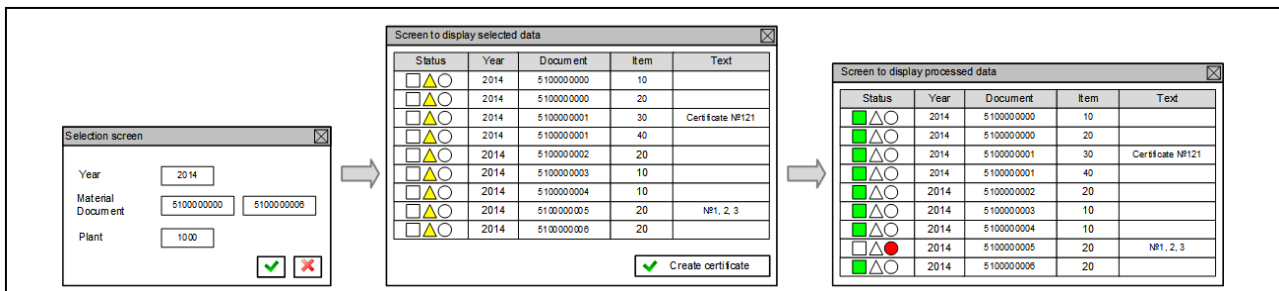 Selection screen
Year 2014
Material Document 5100000000 5100000006
Plant 1000
Screen to display selected data
Status Year Document Item Text
2014 5100000000 10
2014 5100000000 20
2014 5100000001 30 Certificate №121
2014 5100000001 40
2014 5100000002 20
2014 5100000003 10
2014 5100000004 10
2014 5100000005 20 №1, 2, 3
2014 5100000006 20
Create certificate
Screen to display processed data
Status Year Document Item Text
2014 5100000000 10
2014 5100000000 20
2014 5100000001 30 Certificate №121
2014 5100000001 40
2014 5100000002 20
2014 5100000003 10
2014 5100000004 10
2014 5100000005 20 №1, 2, 3
2014 5100000006 20